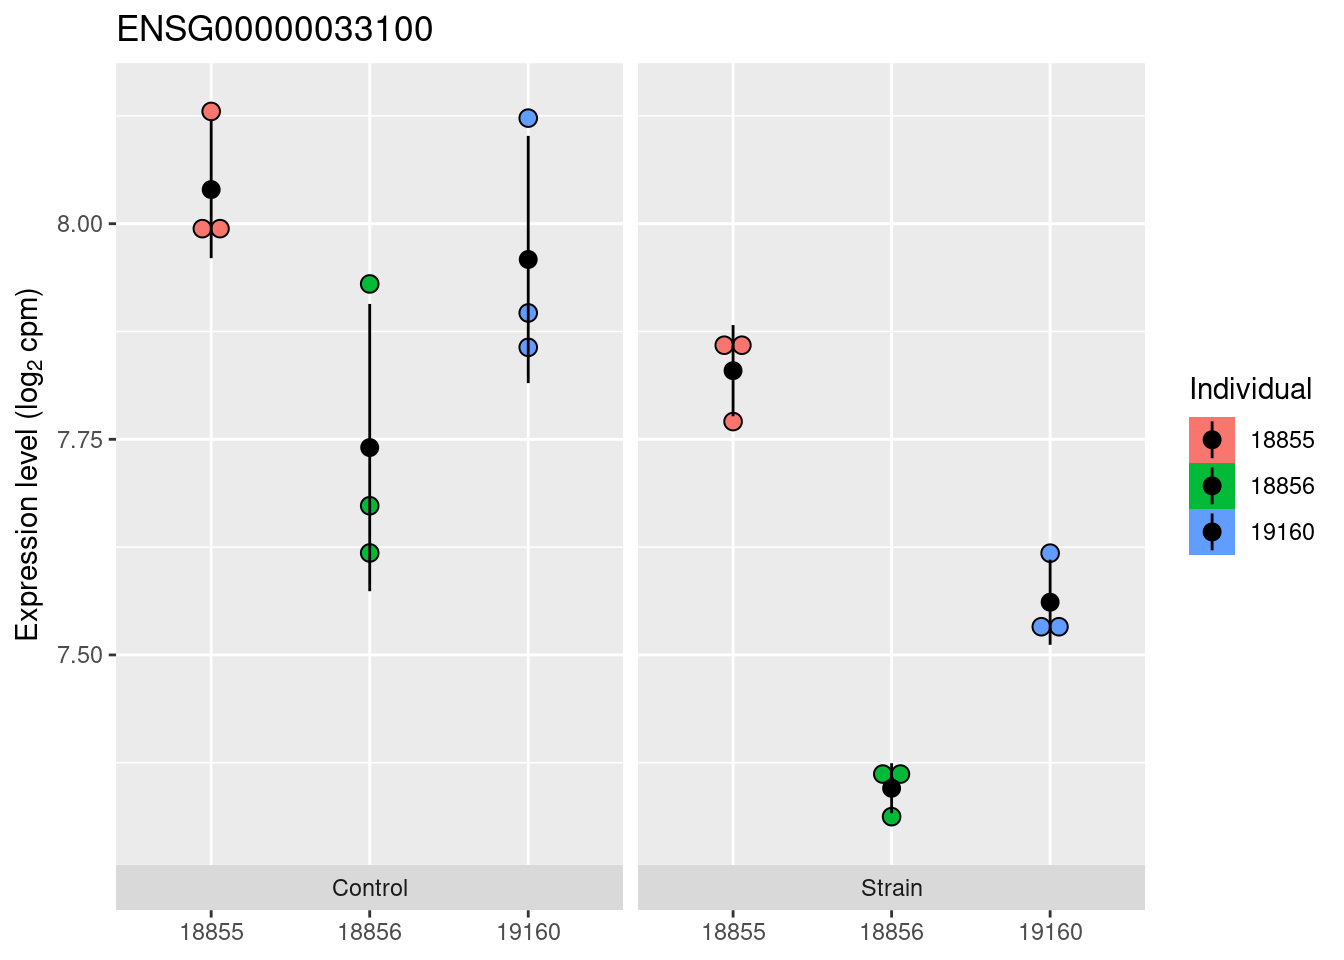 ENSG00000033100
Expression level (log2 cpm)
8.00
7.75
7.50
Control
Strain
18855
18856
19160
18855
18856
19160
Individual
18855
18856
19160